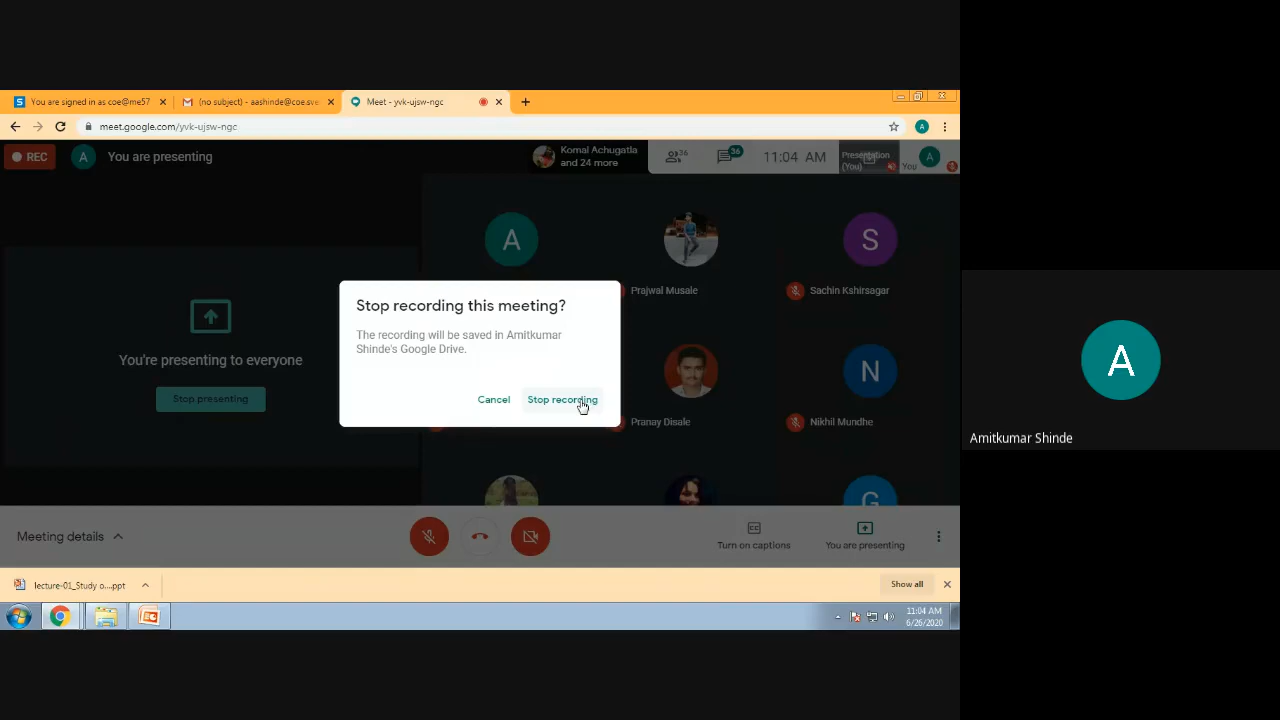 You are signed in as coe@me57
(no subject) - aashinde@coe.sve
Meet - yvk-ujsw-ngc
meet.google.com/yvk-ujsw-ngc
A
REC
A
You are presenting
Komal Achugatla
and 24 more
36
36
11:04 AM
Presentation
(You)
You
A
A
S
Prajwal Musale
Sachin Kshirsagar
Stop recording this meeting?
The recording will be saved in Amitkumar
Shinde's Google Drive.
Cancel
Stop recording
You're presenting to everyone
Stop presenting
N
Pranay Disale
Nikhil Mundhe
G
A
Amitkumar Shinde
Meeting details
Turn on captions
You are presenting
lecture-01_Study o....ppt
Show all
11:04 AM
6/26/2020